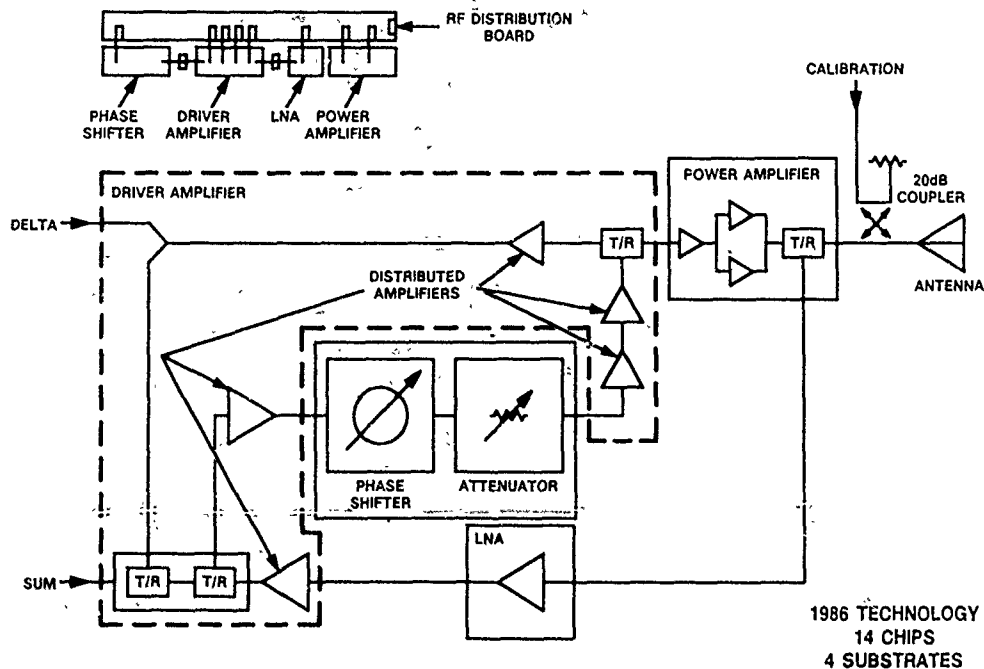 RF DISTRIBUTION
BOARD
PHASE
SHIFTER
DRIVER
AMPLIFIER
LNA
POWER
AMPLIFIER
CALIBRATION
DRIVER AMPLIFIER
POWER AMPLIFIER
20dB
COUPLER
DELTA
T/R
T/R
DISTRIBUTED
AMPLIFIERS
ANTENNA
PHASE
SHIFTER
ATTENUATOR
LNA
SUM
T/R
T/R
1986 TECHNOLOGY
14 CHIPS
4 SUBSTRATES